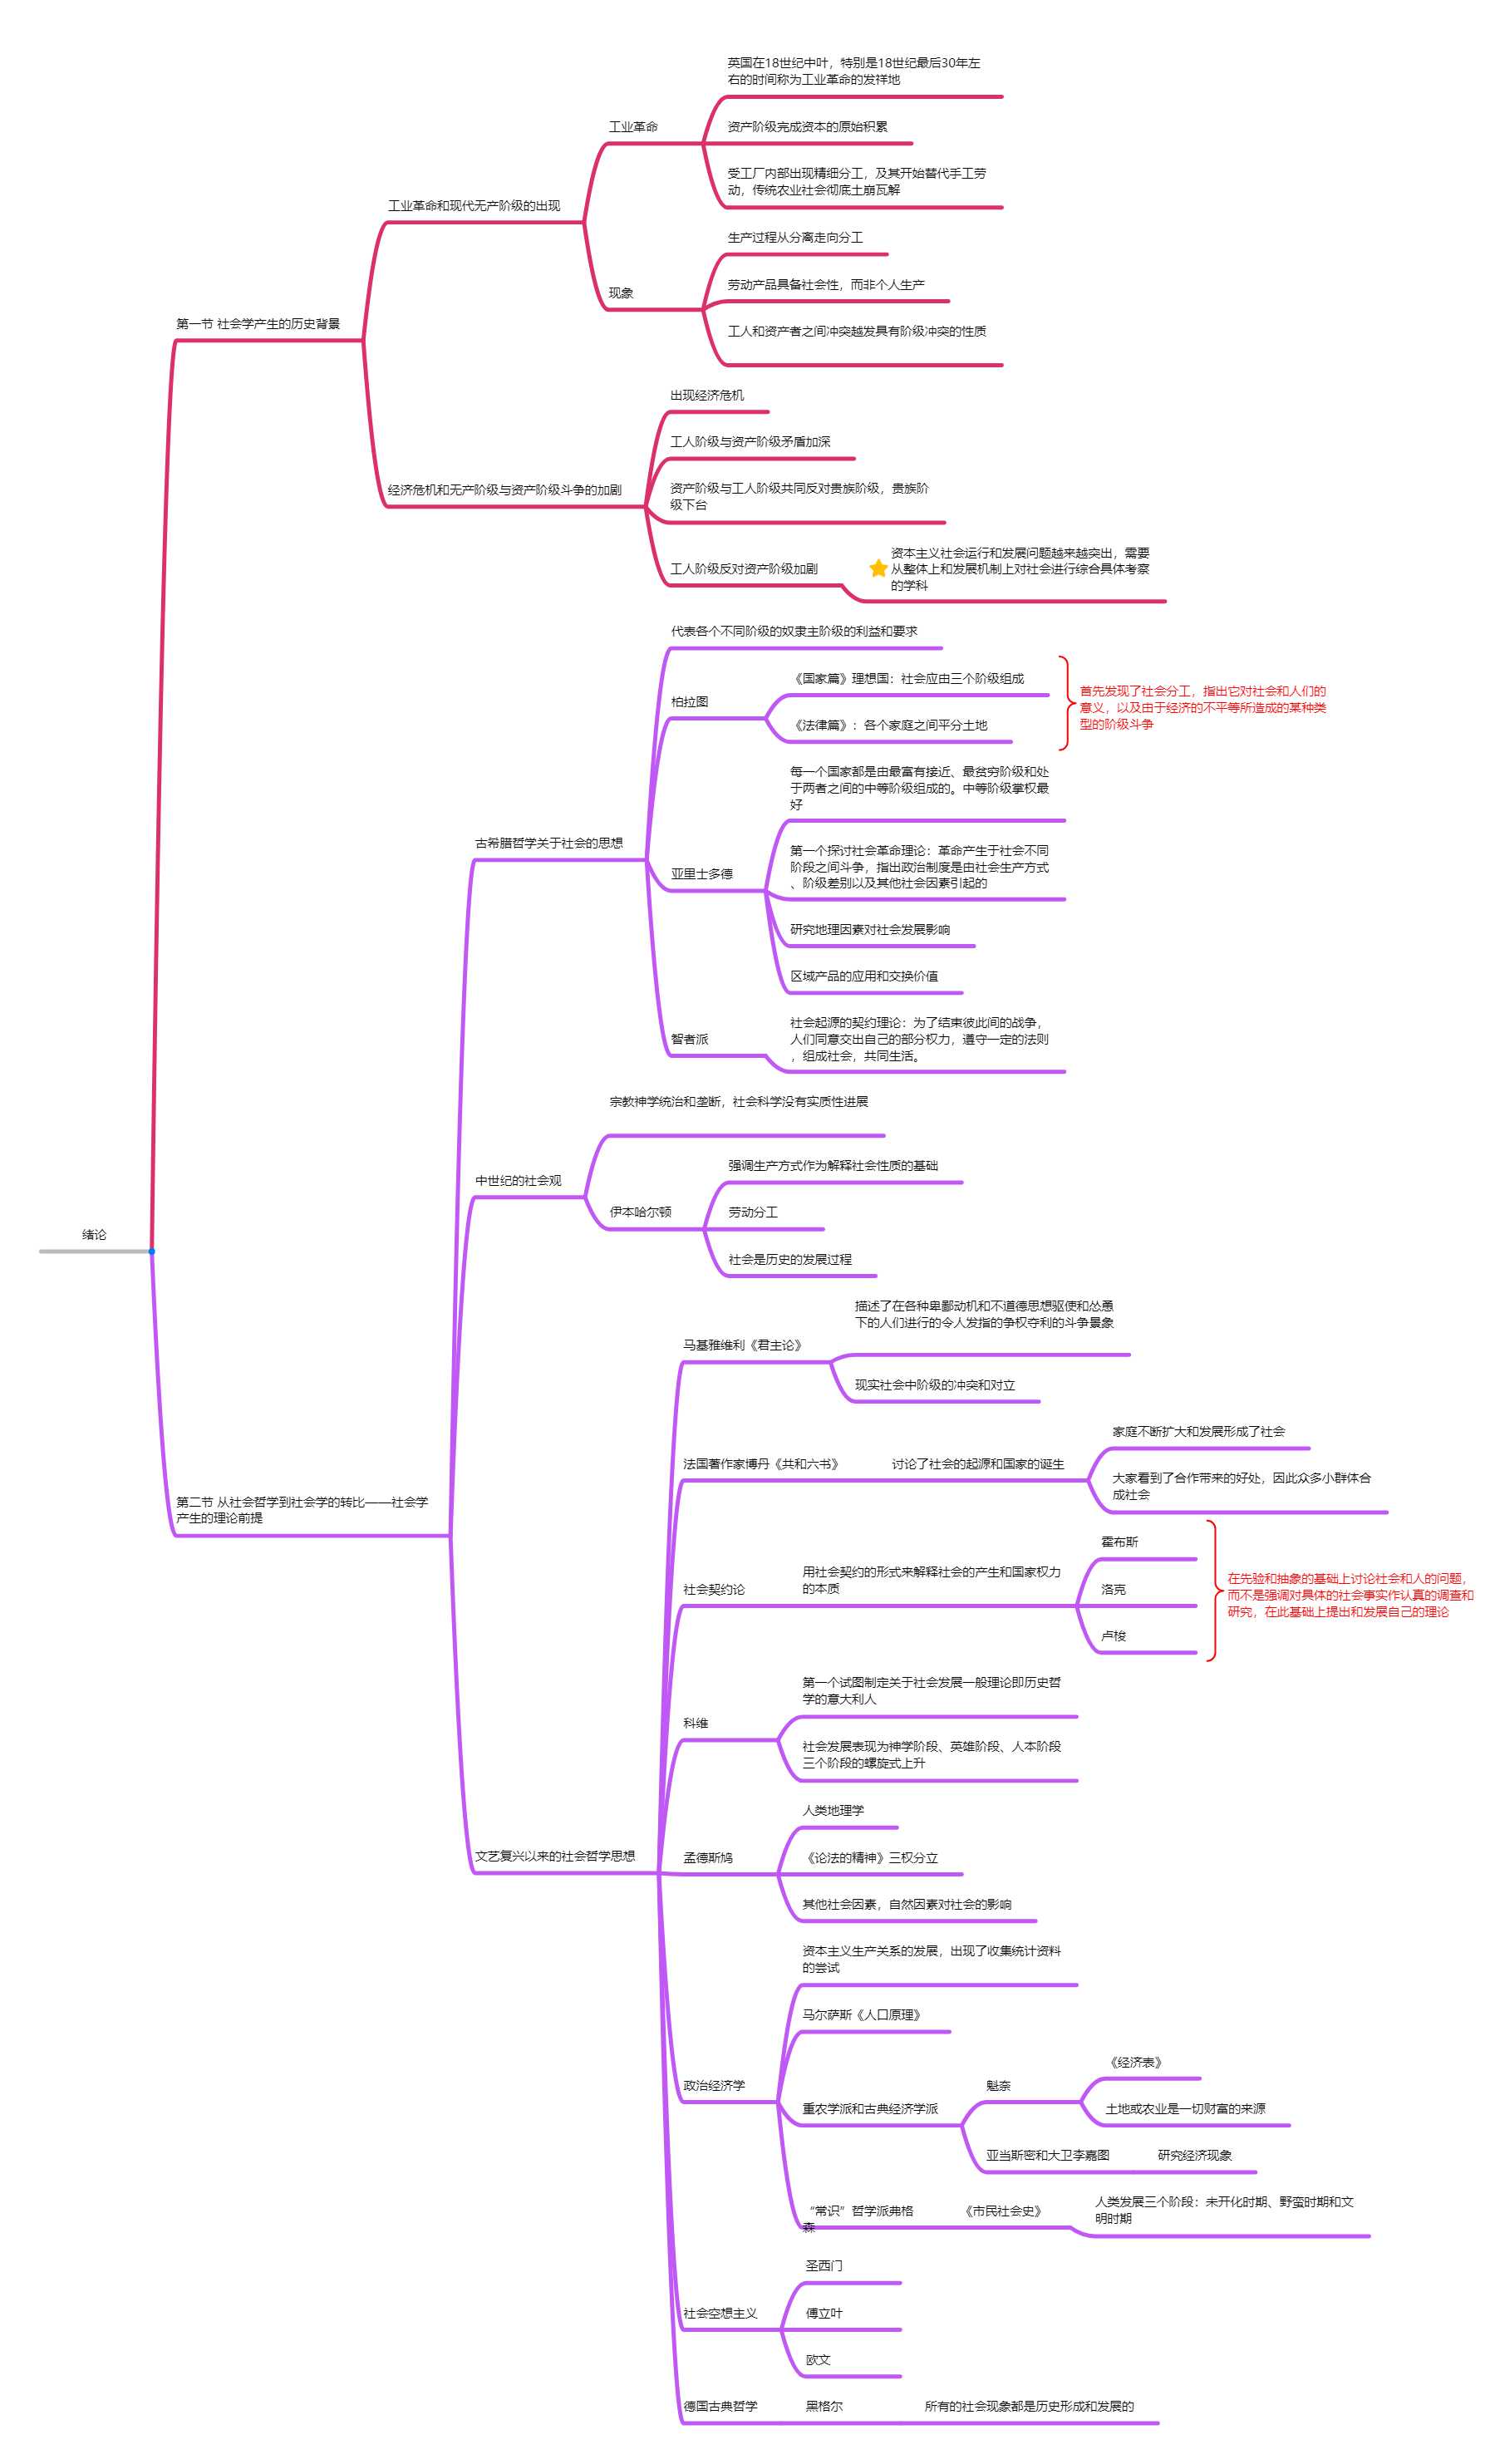 绪论
第一节 社会学产生的历史背景
工业革命和现代无产阶级的出现
工业革命
英国在18世纪中叶，特别是18世纪最后30年左
右的时间称为工业革命的发祥地
资产阶级完成资本的原始积累
受工厂内部出现精细分工，及其开始替代手工劳
动，传统农业社会彻底土崩瓦解
现象
生产过程从分离走向分工
劳动产品具备社会性，而非个人生产
工人和资产者之间冲突越发具有阶级冲突的性质
经济危机和无产阶级与资产阶级斗争的加剧
出现经济危机
工人阶级与资产阶级矛盾加深
资产阶级与工人阶级共同反对贵族阶级，贵族阶
级下台
工人阶级反对资产阶级加剧
资本主义社会运行和发展问题越来越突出，需要
从整体上和发展机制上对社会进行综合具体考察
的学科
第二节 从社会哲学到社会学的转比——社会学
产生的理论前提
古希腊哲学关于社会的思想
代表各个不同阶级的奴隶主阶级的利益和要求
柏拉图
《国家篇》理想国：社会应由三个阶级组成
《法律篇》：各个家庭之间平分土地
首先发现了社会分工，指出它对社会和人们的
意义，以及由于经济的不平等所造成的某种类
型的阶级斗争
亚里士多德
每一个国家都是由最富有接近、最贫穷阶级和处
于两者之间的中等阶级组成的。中等阶级掌权最
好
第一个探讨社会革命理论：革命产生于社会不同
阶段之间斗争，指出政治制度是由社会生产方式
、阶级差别以及其他社会因素引起的
研究地理因素对社会发展影响
区域产品的应用和交换价值
智者派
社会起源的契约理论：为了结束彼此间的战争，
人们同意交出自己的部分权力，遵守一定的法则
，组成社会，共同生活。
中世纪的社会观
宗教神学统治和垄断，社会科学没有实质性进展
伊本哈尔顿
强调生产方式作为解释社会性质的基础
劳动分工
社会是历史的发展过程
文艺复兴以来的社会哲学思想
马基雅维利《君主论》
描述了在各种卑鄙动机和不道德思想驱使和怂恿
下的人们进行的令人发指的争权夺利的斗争景象
现实社会中阶级的冲突和对立
法国著作家博丹《共和六书》
讨论了社会的起源和国家的诞生
家庭不断扩大和发展形成了社会
大家看到了合作带来的好处，因此众多小群体合
成社会
社会契约论
用社会契约的形式来解释社会的产生和国家权力
的本质
霍布斯
洛克
卢梭
在先验和抽象的基础上讨论社会和人的问题，
而不是强调对具体的社会事实作认真的调查和
研究，在此基础上提出和发展自己的理论
科维
第一个试图制定关于社会发展一般理论即历史哲
学的意大利人
社会发展表现为神学阶段、英雄阶段、人本阶段
三个阶段的螺旋式上升
孟德斯鸠
人类地理学
《论法的精神》三权分立
其他社会因素，自然因素对社会的影响
政治经济学
资本主义生产关系的发展，出现了收集统计资料
的尝试
马尔萨斯《人口原理》
重农学派和古典经济学派
魁奈
《经济表》
土地或农业是一切财富的来源
亚当斯密和大卫李嘉图
研究经济现象
“常识”哲学派弗格
森
《市民社会史》
人类发展三个阶段：未开化时期、野蛮时期和文
明时期
社会空想主义
圣西门
傅立叶
欧文
德国古典哲学
黑格尔
所有的社会现象都是历史形成和发展的